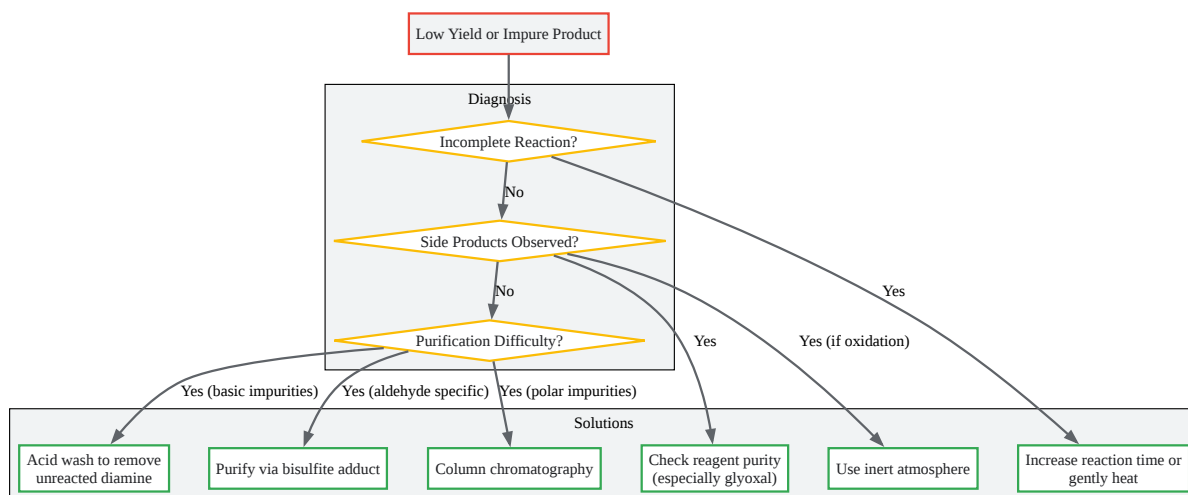 Low Yield or Impure Product
Diagnosis
Incomplete Reaction?
No
Side Products Observed?
No
Yes
Purification Difficulty?
Yes
Yes (if oxidation)
Yes (basic impurities)
Yes (aldehyde specific)
Yes (polar impurities)
Solutions
Acid wash to remove
unreacted diamine
Purify via bisulfite adduct
Column chromatography
Check reagent purity
(especially glyoxal)
Use inert atmosphere
Increase reaction time or
gently heat